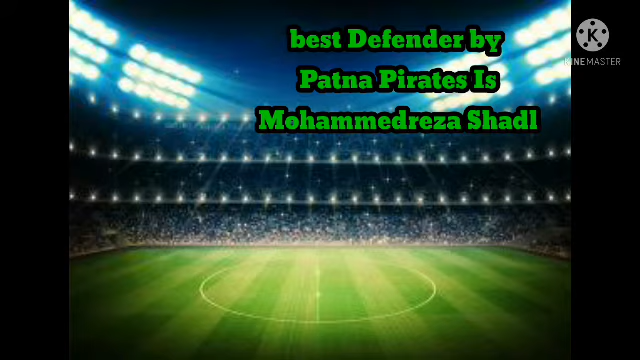 best Defender by
Patna Pirates Is
Mohammedreza Shadl
K
KINEMASTER